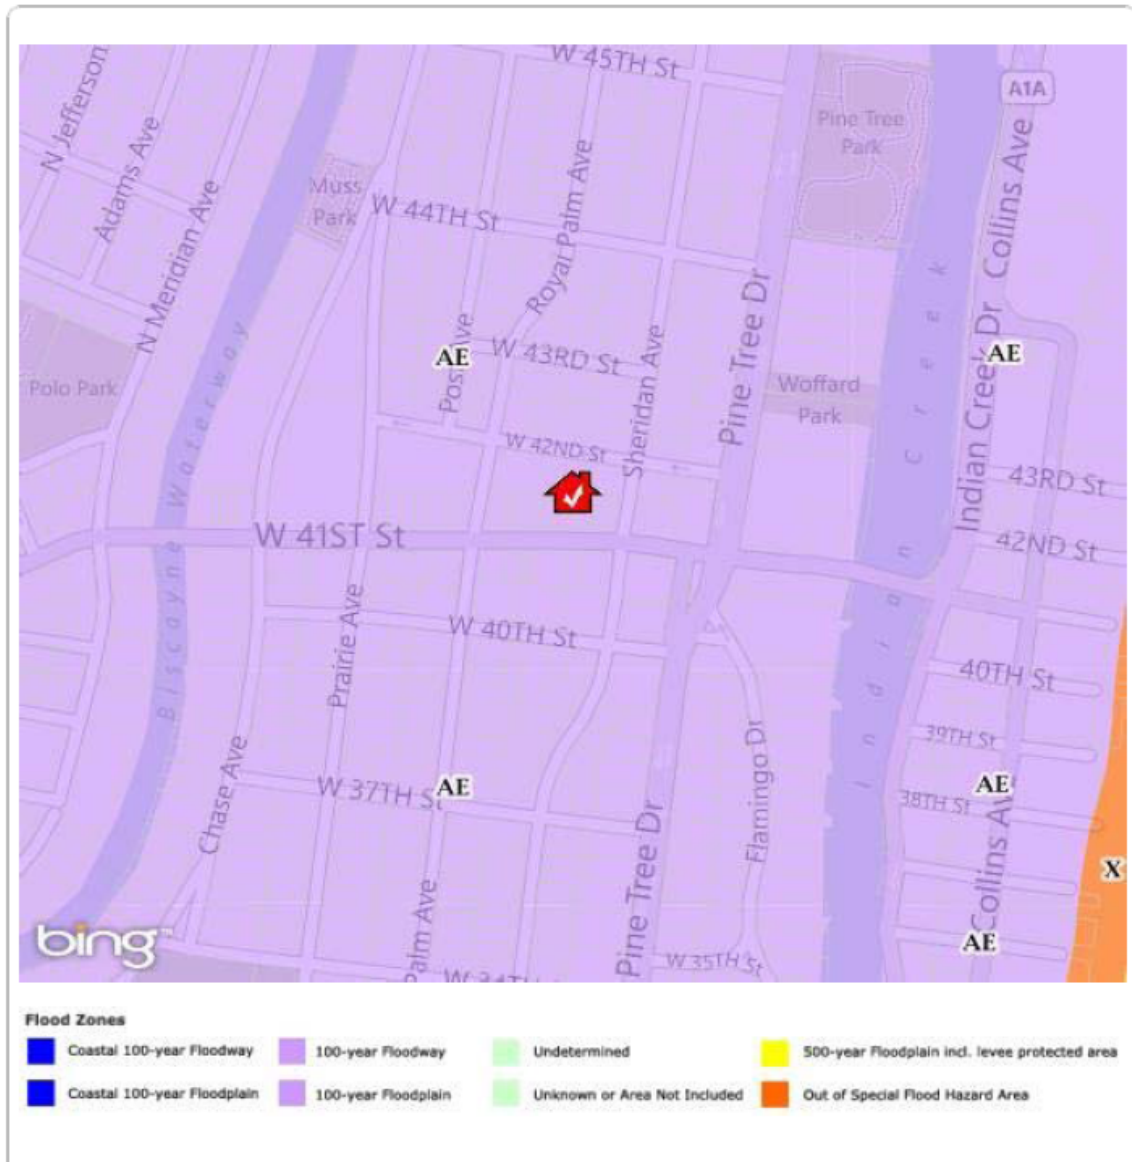 W 45TH St
A1A
N Jefferson
Adams Ave
Pine Tree
Park
Collins Ave
Muss
Park
W 44TH St
Royal Palm Ave
N Meridian Ave
Pine Tree Dr
Indian Creek Dr
AE
W 43RD St
Sheridan Ave
AE
Polo Park
Woffard
Park
W 42ND St
43RD St
W 41ST St
42ND St
Biscayne Waterway
Indian Creek
Prairie Ave
W 40TH St
40TH St
39TH St
Flamingo Dr
Chase Ave
W 37TH St
AE
AE
38TH St
Pine Tree Dr
Collins Av
X
Palm Ave
bing™
AE
W 35TH St
W 34TH
Flood Zones
Coastal 100-year Floodway
100-year Floodway
Undetermined
500-year Floodplain incl. levee protected area
Coastal 100-year Floodplain
100-year Floodplain
Unknown or Area Not Included
Out of Special Flood Hazard Area